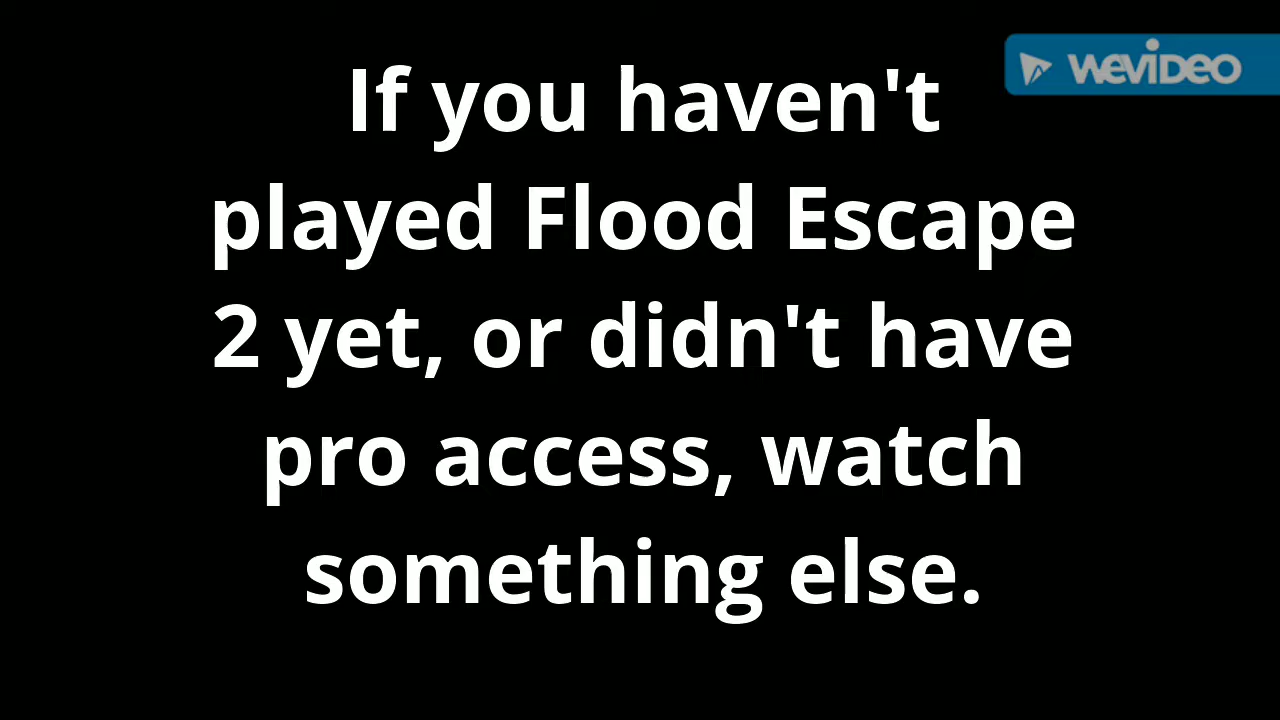 WEVIDEO
If you haven't
played Flood Escape
2 yet, or didn't have
pro access, watch
something else.